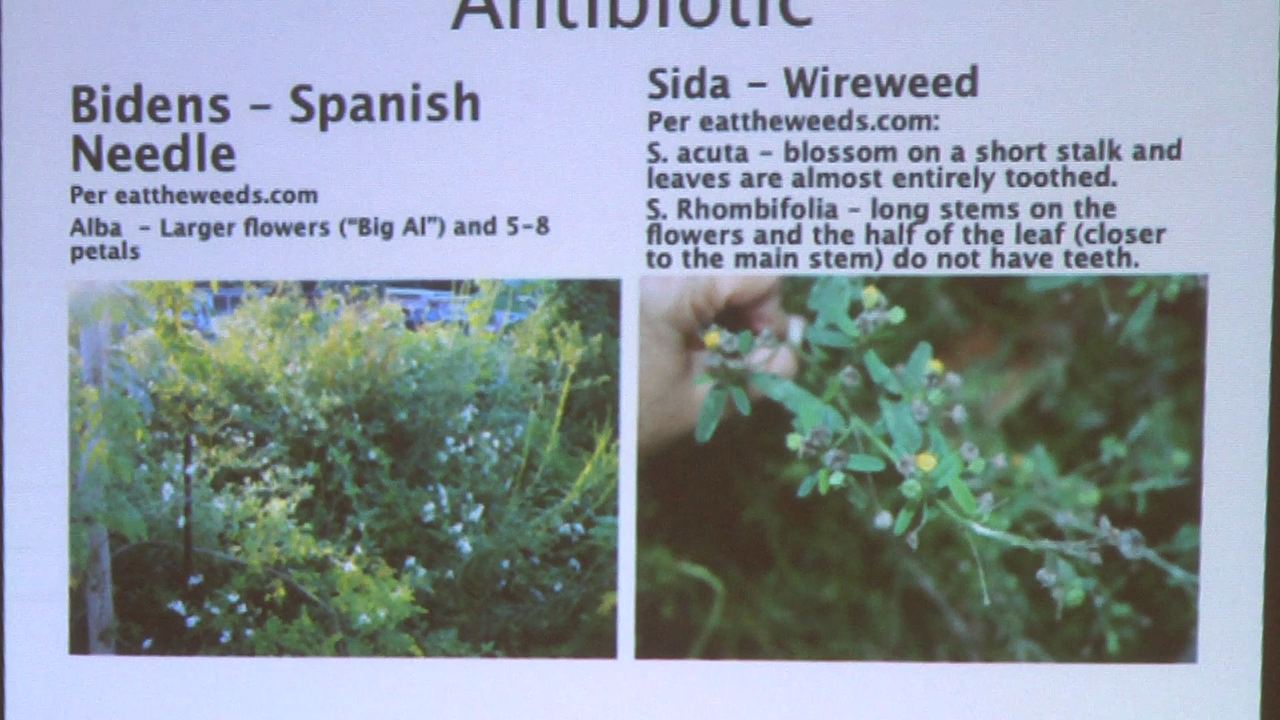 Antibiotic
Bidens – Spanish
Needle
Per eattheweeds.com
Alba – Larger flowers ("Big Al") and 5-8
petals
Sida – Wireweed
Per eattheweeds.com:
S. acuta – blossom on a short stalk and
leaves are almost entirely toothed.
S. Rhombifolia – long stems on the
flowers and the half of the leaf (closer
to the main stem) do not have teeth.